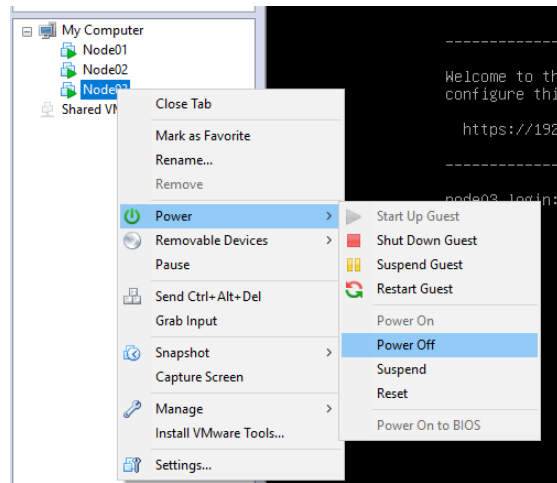 My Computer
Node01
Node02
Node03
Shared VM
Close Tab
Mark as Favorite
Rename...
Remove
Power
Removable Devices
Pause
Send Ctrl+Alt+Del
Grab Input
Snapshot
Capture Screen
Manage
Install VMware Tools...
Settings...
Start Up Guest
Shut Down Guest
Suspend Guest
Restart Guest
Power On
Power Off
Suspend
Reset
Power On to BIOS
-------------
Welcome to th
configure thi
https://192
-------------
node03 login: